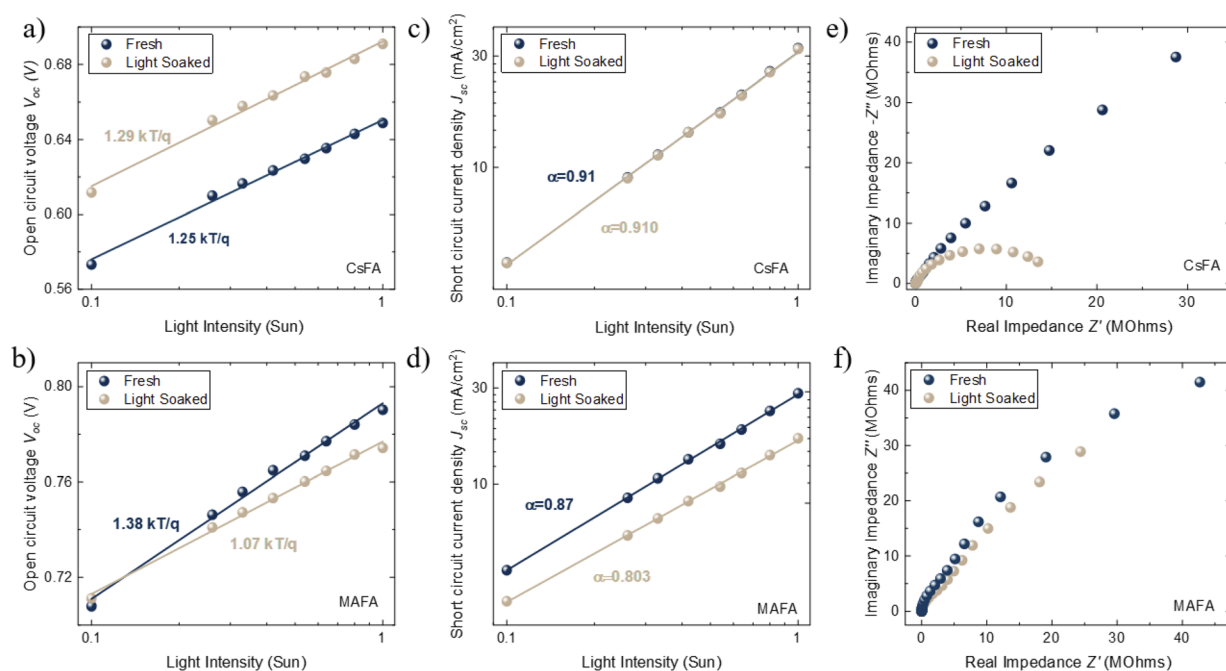 a)
Open circuit voltage Voc (V)
0.68
0.64
0.60
0.56
Fresh
Light Soaked
1.29 kT/q
1.25 kT/q
CsFA
0.1
1
Light Intensity (Sun)
c)
Short circuit current density Jsc (mA/cm²)
30
10
Fresh
Light Soaked
α=0.91
α=0.910
CsFA
0.1
1
Light Intensity (Sun)
e)
Imaginary Impedance -Z'' (MOhms)
40
30
20
10
0
Fresh
Light Soaked
CsFA
0
10
20
30
Real Impedance Z' (MOhms)
b)
Open circuit voltage Voc (V)
0.80
0.76
0.72
Fresh
Light Soaked
1.38 kT/q
1.07 kT/q
MAFA
0.1
1
Light Intensity (Sun)
d)
Short circuit current density Jsc (mA/cm²)
30
10
Fresh
Light Soaked
α=0.87
α=0.803
MAFA
0.1
1
Light Intensity (Sun)
f)
Imaginary Impedance Z'' (MOhms)
40
30
20
10
0
Fresh
Light Soaked
MAFA
0
10
20
30
40
Real Impedance Z' (MOhms)